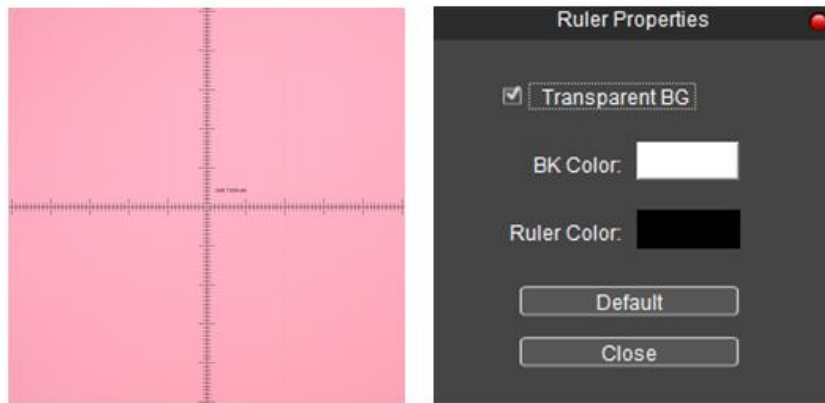 Ruler Properties
Transparent BG
BK Color:
Ruler Color:
Default
Close